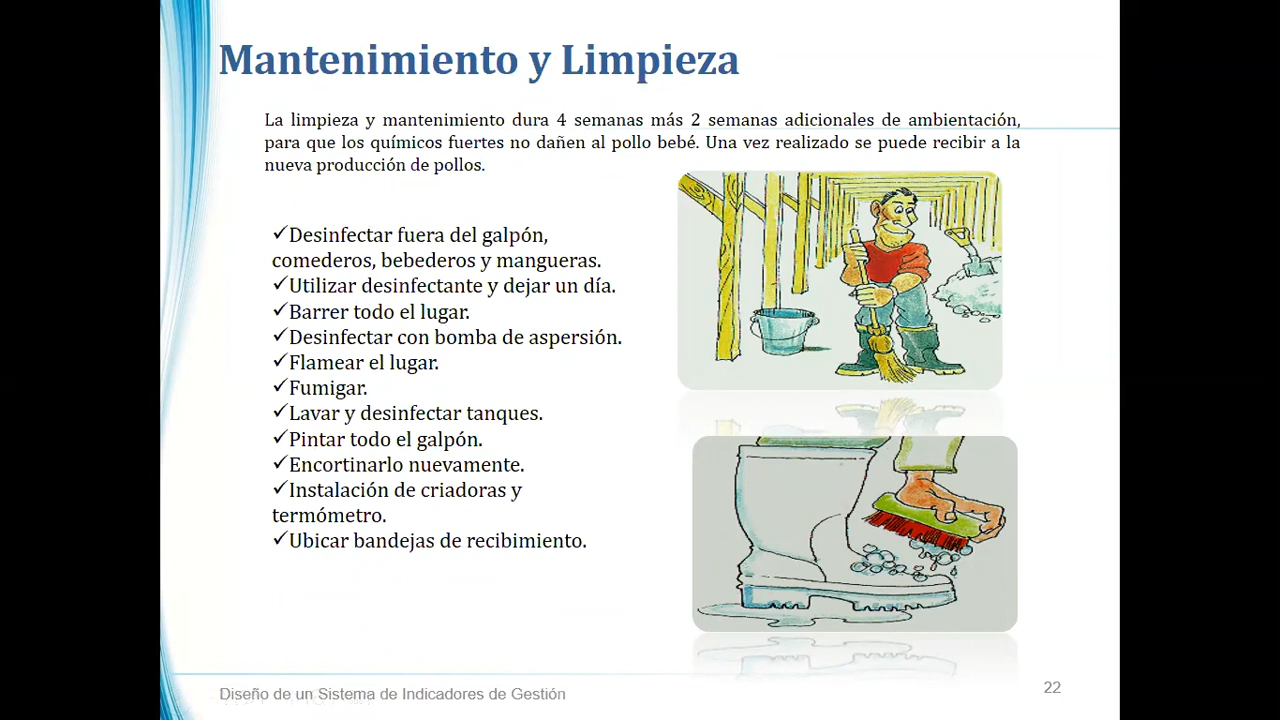 Mantenimiento y Limpieza
La limpieza y mantenimiento dura 4 semanas más 2 semanas adicionales de ambientación,
para que los químicos fuertes no dañen al pollo bebé. Una vez realizado se puede recibir a la
nueva producción de pollos.
✓Desinfectar fuera del galpón,
comederos, bebederos y mangueras.
✓Utilizar desinfectante y dejar un día.
✓Barrer todo el lugar.
✓Desinfectar con bomba de aspersión.
✓Flamear el lugar.
✓Fumigar.
✓Lavar y desinfectar tanques.
✓Pintar todo el galpón.
✓Encortinarlo nuevamente.
✓Instalación de criadoras y
termómetro.
✓Ubicar bandejas de recibimiento.
Diseño de un Sistema de Indicadores de Gestión
22